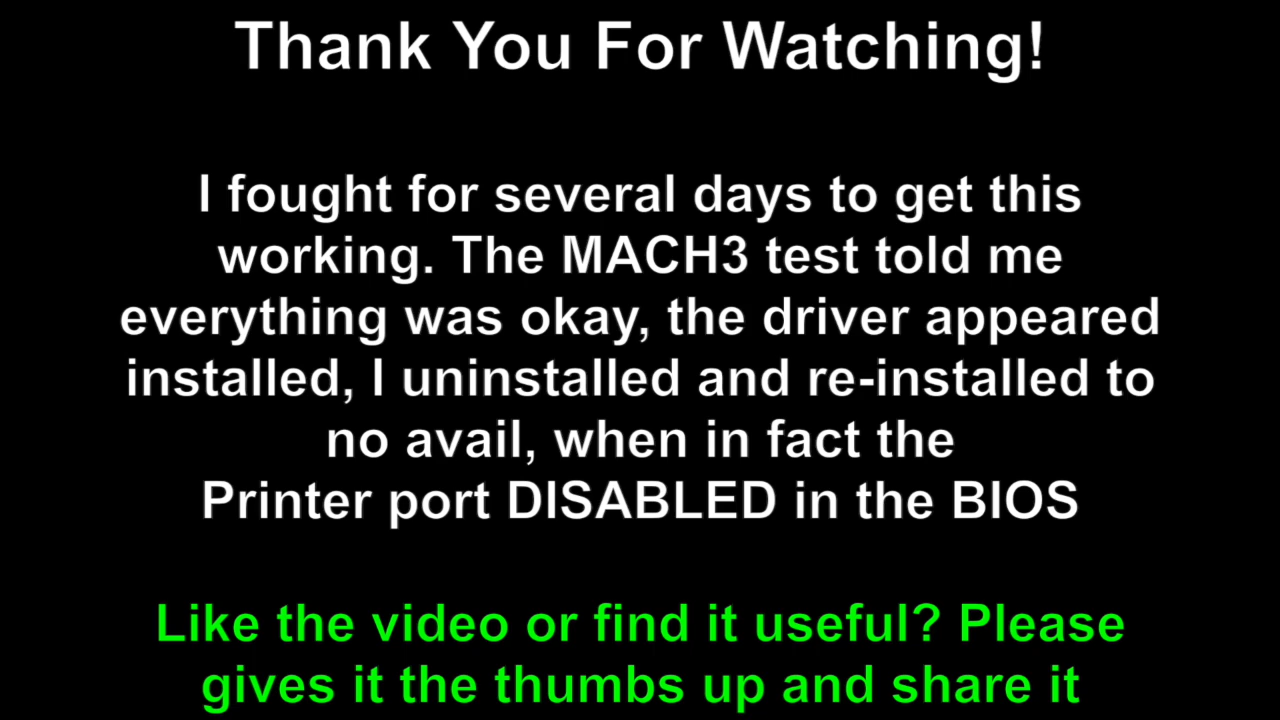 Thank You For Watching!
I fought for several days to get this
working. The MACH3 test told me
everything was okay, the driver appeared
installed, I uninstalled and re-installed to
no avail, when in fact the
Printer port DISABLED in the BIOS
Like the video or find it useful? Please
gives it the thumbs up and share it